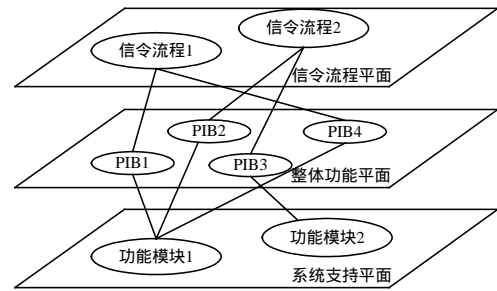 信令流程1
信令流程2
信令流程平面
PIB1
PIB2
PIB3
PIB4
整体功能平面
功能模块1
功能模块2
系统支持平面